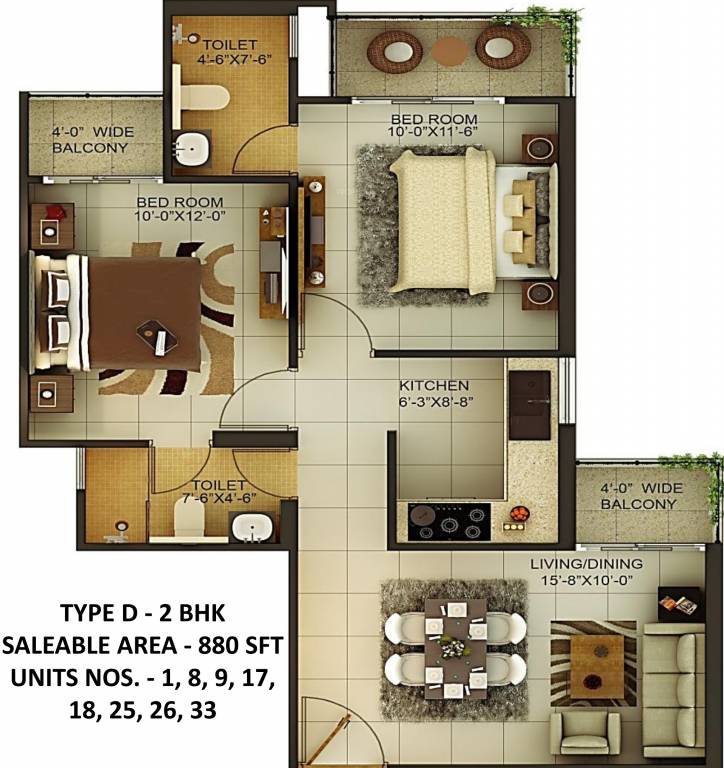 TOILET
4'-6"X7'-6"
4'-0" WIDE
BALCONY
BED ROOM
10'-0"X11'-6"
BED ROOM
10'-0"X12'-0"
KITCHEN
6'-3"X8'-8"
TOILET
7'-6"X4'-6"
4'-0" WIDE
BALCONY
LIVING/DINING
15'-8"X10'-0"
TYPE D - 2 BHK
SALEABLE AREA - 880 SFT
UNITS NOS. - 1, 8, 9, 17,
18, 25, 26, 33